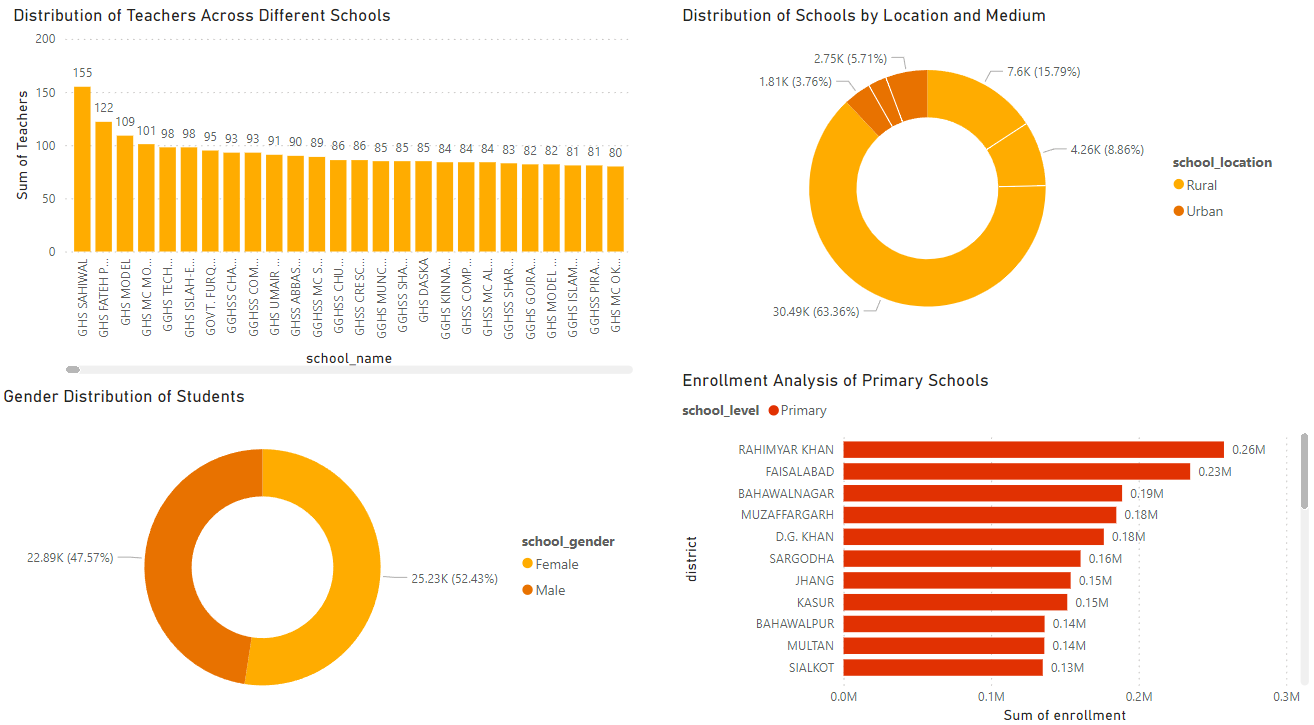 Distribution of Teachers Across Different Schools
200
150
100
50
0
Sum of Teachers
155
122
109
101
98
98
95
93
93
91
90
89
86
86
85
85
85
84
84
84
83
82
82
81
81
80
GHS SAHIWAL
GHS FATEH P...
GHS MODEL
GHS MC MO...
GGHS TECH...
GHS ISLAH-E...
GOVT. FURQ...
GGHSS CHA...
GGHSS COM...
GHS UMAIR ...
GHSS ABBAS...
GGHSS MC S...
GGHSS CHU...
GHSS CRESC...
GGHS MUNC...
GGHSS SHA...
GHS DASKA
GGHS KINNA...
GHSS COMP...
GHSS MC AL...
GGHSS SHAR...
GGHS GOJRA...
GHS MODEL ...
GGHS ISLAM...
GGHSS PIRA...
GHS MC OK...
school_name
Distribution of Schools by Location and Medium
2.75K (5.71%)
1.81K (3.76%)
7.6K (15.79%)
4.26K (8.86%)
30.49K (63.36%)
school_location
Rural
Urban
Gender Distribution of Students
22.89K (47.57%)
25.23K (52.43%)
school_gender
Female
Male
Enrollment Analysis of Primary Schools
school_level Primary
district
RAHIMYAR KHAN 0.26M
FAISALABAD 0.23M
BAHAWALNAGAR 0.19M
MUZAFFARGARH 0.18M
D.G. KHAN 0.18M
SARGODHA 0.16M
JHANG 0.15M
KASUR 0.15M
BAHAWALPUR 0.14M
MULTAN 0.14M
SIALKOT 0.13M
0.0M 0.1M 0.2M 0.3M
Sum of enrollment